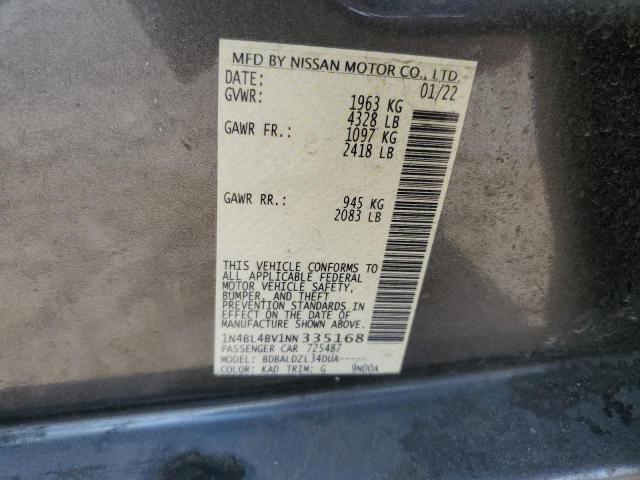 MFD BY NISSAN MOTOR CO., LTD.
DATE: 01/22
GVWR: 1963 KG
4328 LB
GAWR FR.: 1097 KG
2418 LB
GAWR RR.: 945 KG
2083 LB
THIS VEHICLE CONFORMS TO
ALL APPLICABLE FEDERAL
MOTOR VEHICLE SAFETY,
BUMPER, AND THEFT
PREVENTION STANDARDS IN
EFFECT ON THE DATE OF
MANUFACTURE SHOWN ABOVE.
1N4BL4BV1NN335168
PASSENGER CAR 725487
MODEL: BDBALDZL34DUA-----
COLOR: KAD TRIM: G 9N00A